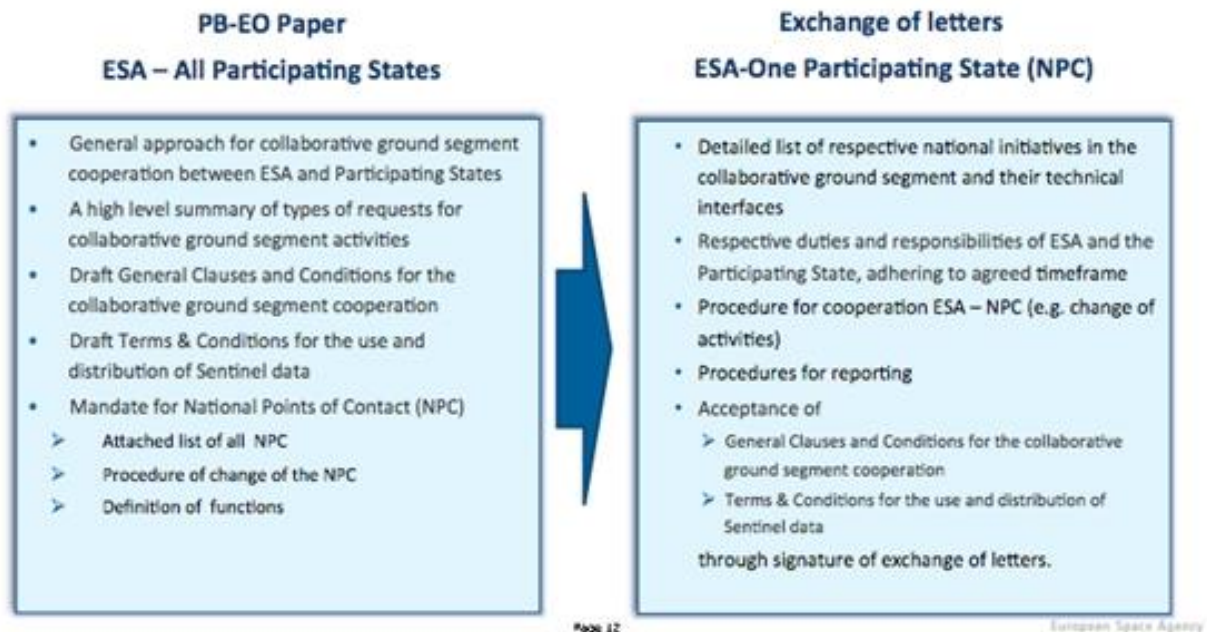 PB-EO Paper
ESA – All Participating States
• General approach for collaborative ground segment
cooperation between ESA and Participating States
• A high level summary of types of requests for
collaborative ground segment activities
• Draft General Clauses and Conditions for the
collaborative ground segment cooperation
• Draft Terms & Conditions for the use and
distribution of Sentinel data
• Mandate for National Points of Contact (NPC)
➢ Attached list of all NPC
➢ Procedure of change of the NPC
➢ Definition of functions
Exchange of letters
ESA-One Participating State (NPC)
• Detailed list of respective national initiatives in the
collaborative ground segment and their technical
interfaces
• Respective duties and responsibilities of ESA and the
Participating State, adhering to agreed timeframe
• Procedure for cooperation ESA – NPC (e.g. change of
activities)
• Procedures for reporting
• Acceptance of
➢ General Clauses and Conditions for the collaborative
ground segment cooperation
➢ Terms & Conditions for the use and distribution of
Sentinel data
through signature of exchange of letters.
Page 12
European Space Agency